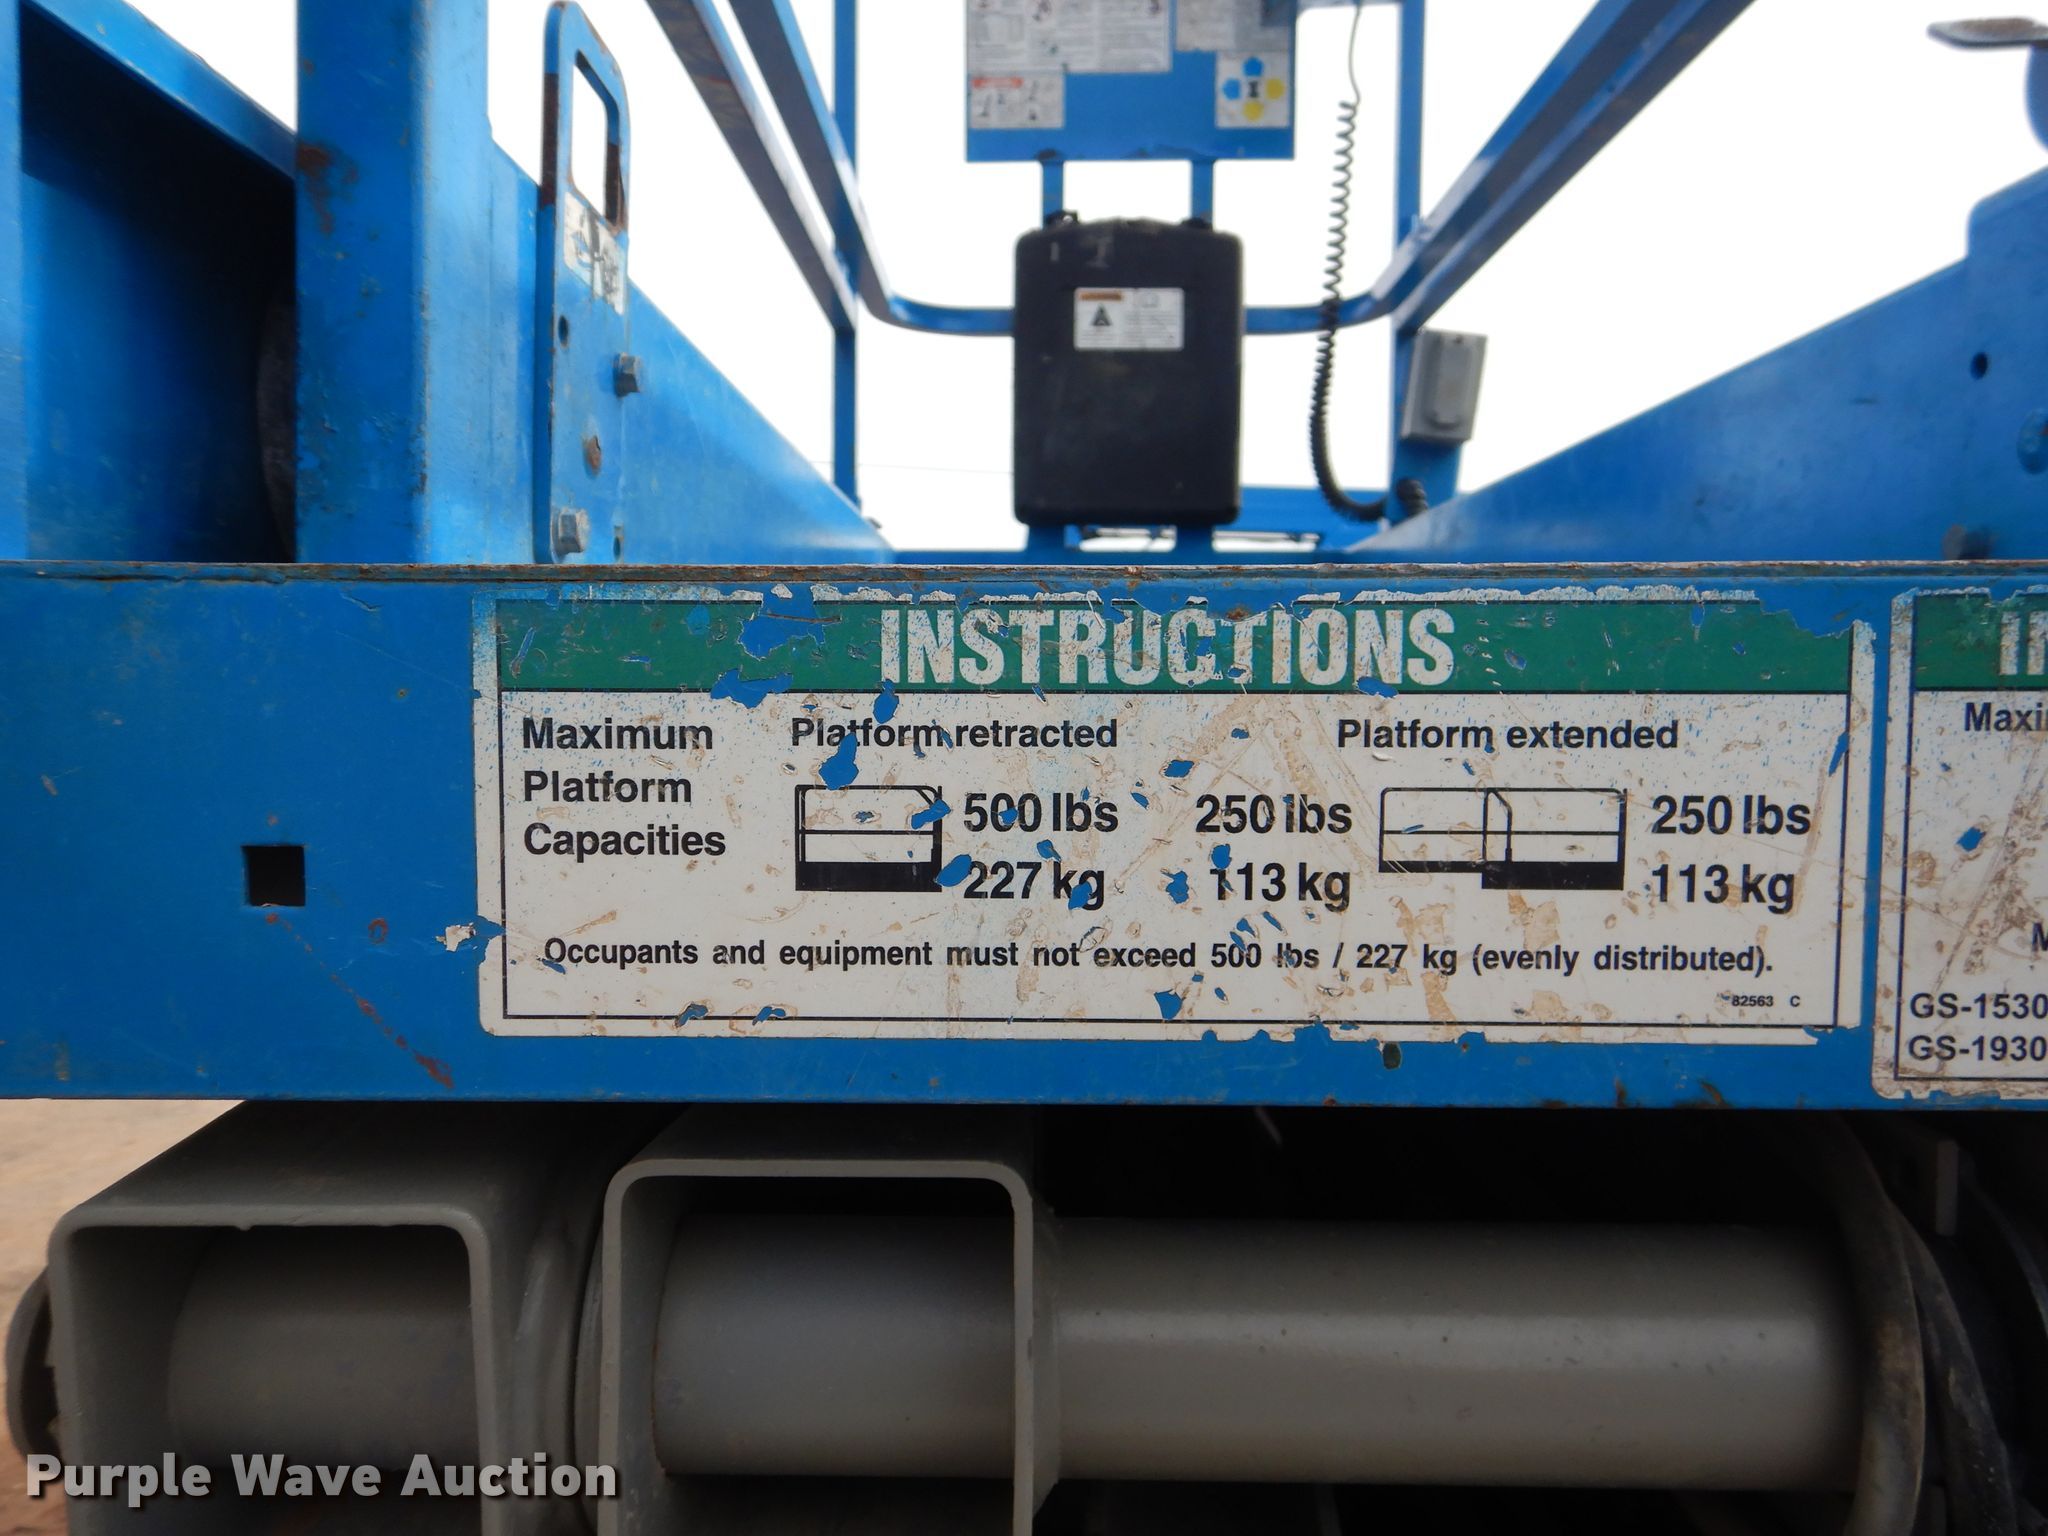 INSTRUCTIONS
Maximum Platform Capacities
Platform retracted
500 lbs
227 kg
Platform extended
250 lbs
113 kg
250 lbs
113 kg
Occupants and equipment must not exceed 500 lbs / 227 kg (evenly distributed).
82563 C
IN
Maxi
M
GS-1530
GS-1930
Purple Wave Auction